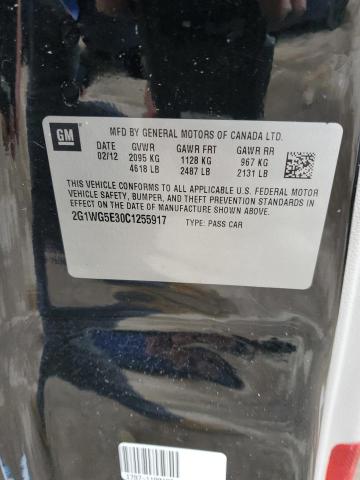 GM
MFD BY GENERAL MOTORS OF CANADA LTD.
DATE GVWR GAWR FRT GAWR RR
02/12 2095 KG 1128 KG 967 KG
4618 LB 2487 LB 2131 LB
THIS VEHICLE CONFORMS TO ALL APPLICABLE U.S. FEDERAL MOTOR
VEHICLE SAFETY, BUMPER, AND THEFT PREVENTION STANDARDS
IN EFFECT ON THE DATE OF MANUFACTURE SHOWN ABOVE.
2G1WG5E30C1255917 TYPE: PASS CAR